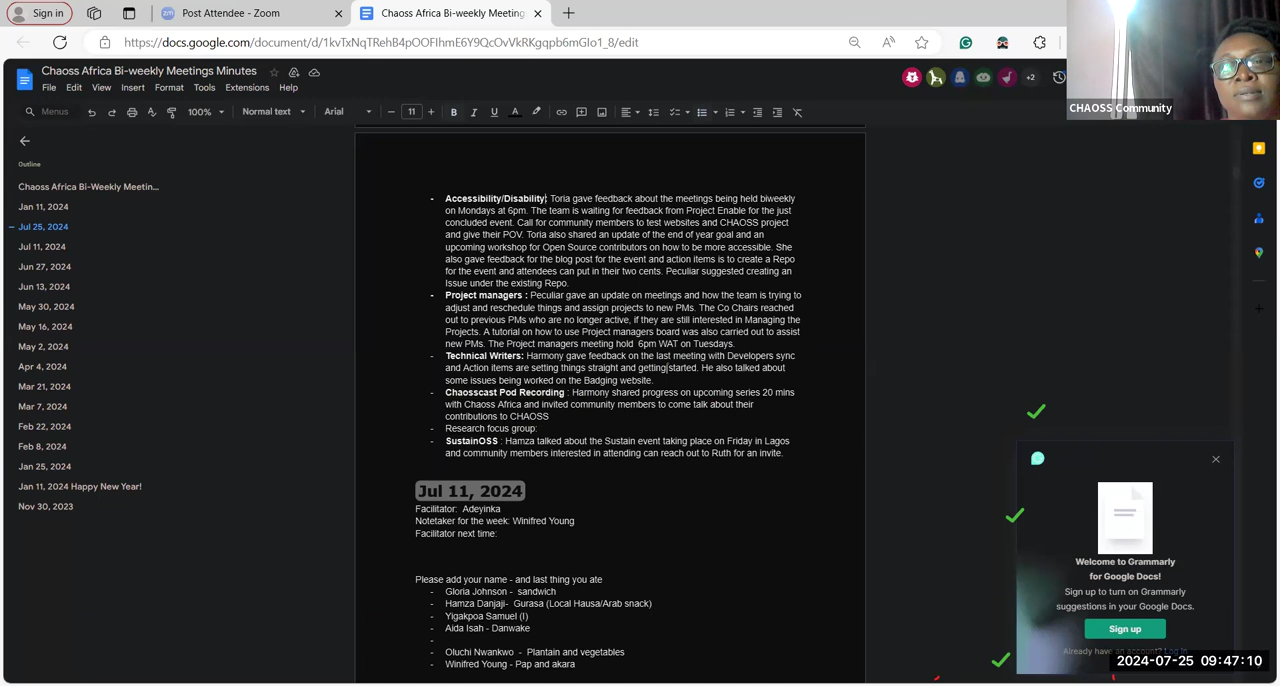 Sign in
Post Attendee - Zoom
Chaoss Africa Bi-weekly Meeting
https://docs.google.com/document/d/1kvTxNqTRehB4pOOFIhmE6Y9QcOvVkRKgqpb6mGlo1_8/edit
Chaoss Africa Bi-weekly Meetings Minutes
File Edit View Insert Format Tools Extensions Help
+2
CHAOSS Community
Menus
100%
Normal text
Arial
11
Outline
Chaoss Africa Bi-Weekly Meetin...
Jan 11, 2024
Jul 25, 2024
Jul 11, 2024
Jun 27, 2024
Jun 13, 2024
May 30, 2024
May 16, 2024
May 2, 2024
Apr 4, 2024
Mar 21, 2024
Mar 7, 2024
Feb 22, 2024
Feb 8, 2024
Jan 25, 2024
Jan 11, 2024 Happy New Year!
Nov 30, 2023
- Accessibility/Disability: Toria gave feedback about the meetings being held biweekly
on Mondays at 6pm. The team is waiting for feedback from Project Enable for the just
concluded event. Call for community members to test websites and CHAOSS project
and give their POV. Toria also shared an update of the end of year goal and an
upcoming workshop for Open Source contributors on how to be more accessible. She
also gave feedback for the blog post for the event and action items is to create a Repo
for the event and attendees can put in their two cents. Peculiar suggested creating an
Issue under the existing Repo.
- Project managers : Peculiar gave an update on meetings and how the team is trying to
adjust and reschedule things and assign projects to new PMs. The Co Chairs reached
out to previous PMs who are no longer active, if they are still interested in Managing the
Projects. A tutorial on how to use Project managers board was also carried out to assist
new PMs. The Project managers meeting hold 6pm WAT on Tuesdays.
- Technical Writers: Harmony gave feedback on the last meeting with Developers sync
and Action items are setting things straight and getting started. He also talked about
some issues being worked on the Badging website.
- Chaosscast Pod Recording : Harmony shared progress on upcoming series 20 mins
with Chaoss Africa and invited community members to come talk about their
contributions to CHAOSS
- Research focus group:
- SustainOSS : Hamza talked about the Sustain event taking place on Friday in Lagos
and community members interested in attending can reach out to Ruth for an invite.
Jul 11, 2024
Facilitator: Adeyinka
Notetaker for the week: Winifred Young
Facilitator next time:
Please add your name - and last thing you ate
- Gloria Johnson - sandwich
- Hamza Danjaji- Gurasa (Local Hausa/Arab snack)
- Yigakpoa Samuel (I)
- Aida Isah - Danwake
-
- Oluchi Nwankwo - Plantain and vegetables
- Winifred Young - Pap and akara
Welcome to Grammarly
for Google Docs!
Sign up to turn on Grammarly
suggestions in your Google Docs.
Sign up
Already have an account? Log in
2024-07-25 09:47:10